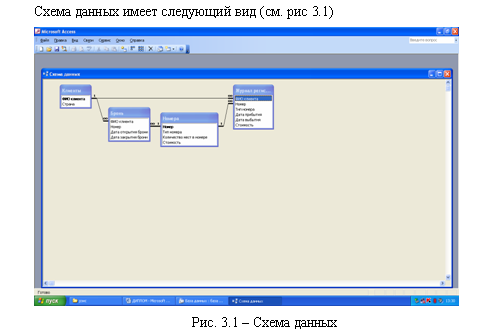 Схема данных имеет следующий вид (см. рис 3.1)
Microsoft Access
Файл Правка Вид Связи Сервис Окно Справка
Введите вопрос
Схема данных
Клиенты
ФИО клиента
Страна
Бронь
ФИО клиента
Номер
Дата открытия брони
Дата закрытия брони
Номера
Номер
Тип номера
Количество мест в номере
Стоимость
Журнал реги...
ФИО клиента
Номер
Тип номера
Дата прибытия
Дата выбытия
Стоимость
Готово
пуск
ДИПЛОМ - Microsoft ...
База данных : база ...
Схема данных
Рис. 3.1 – Схема данных